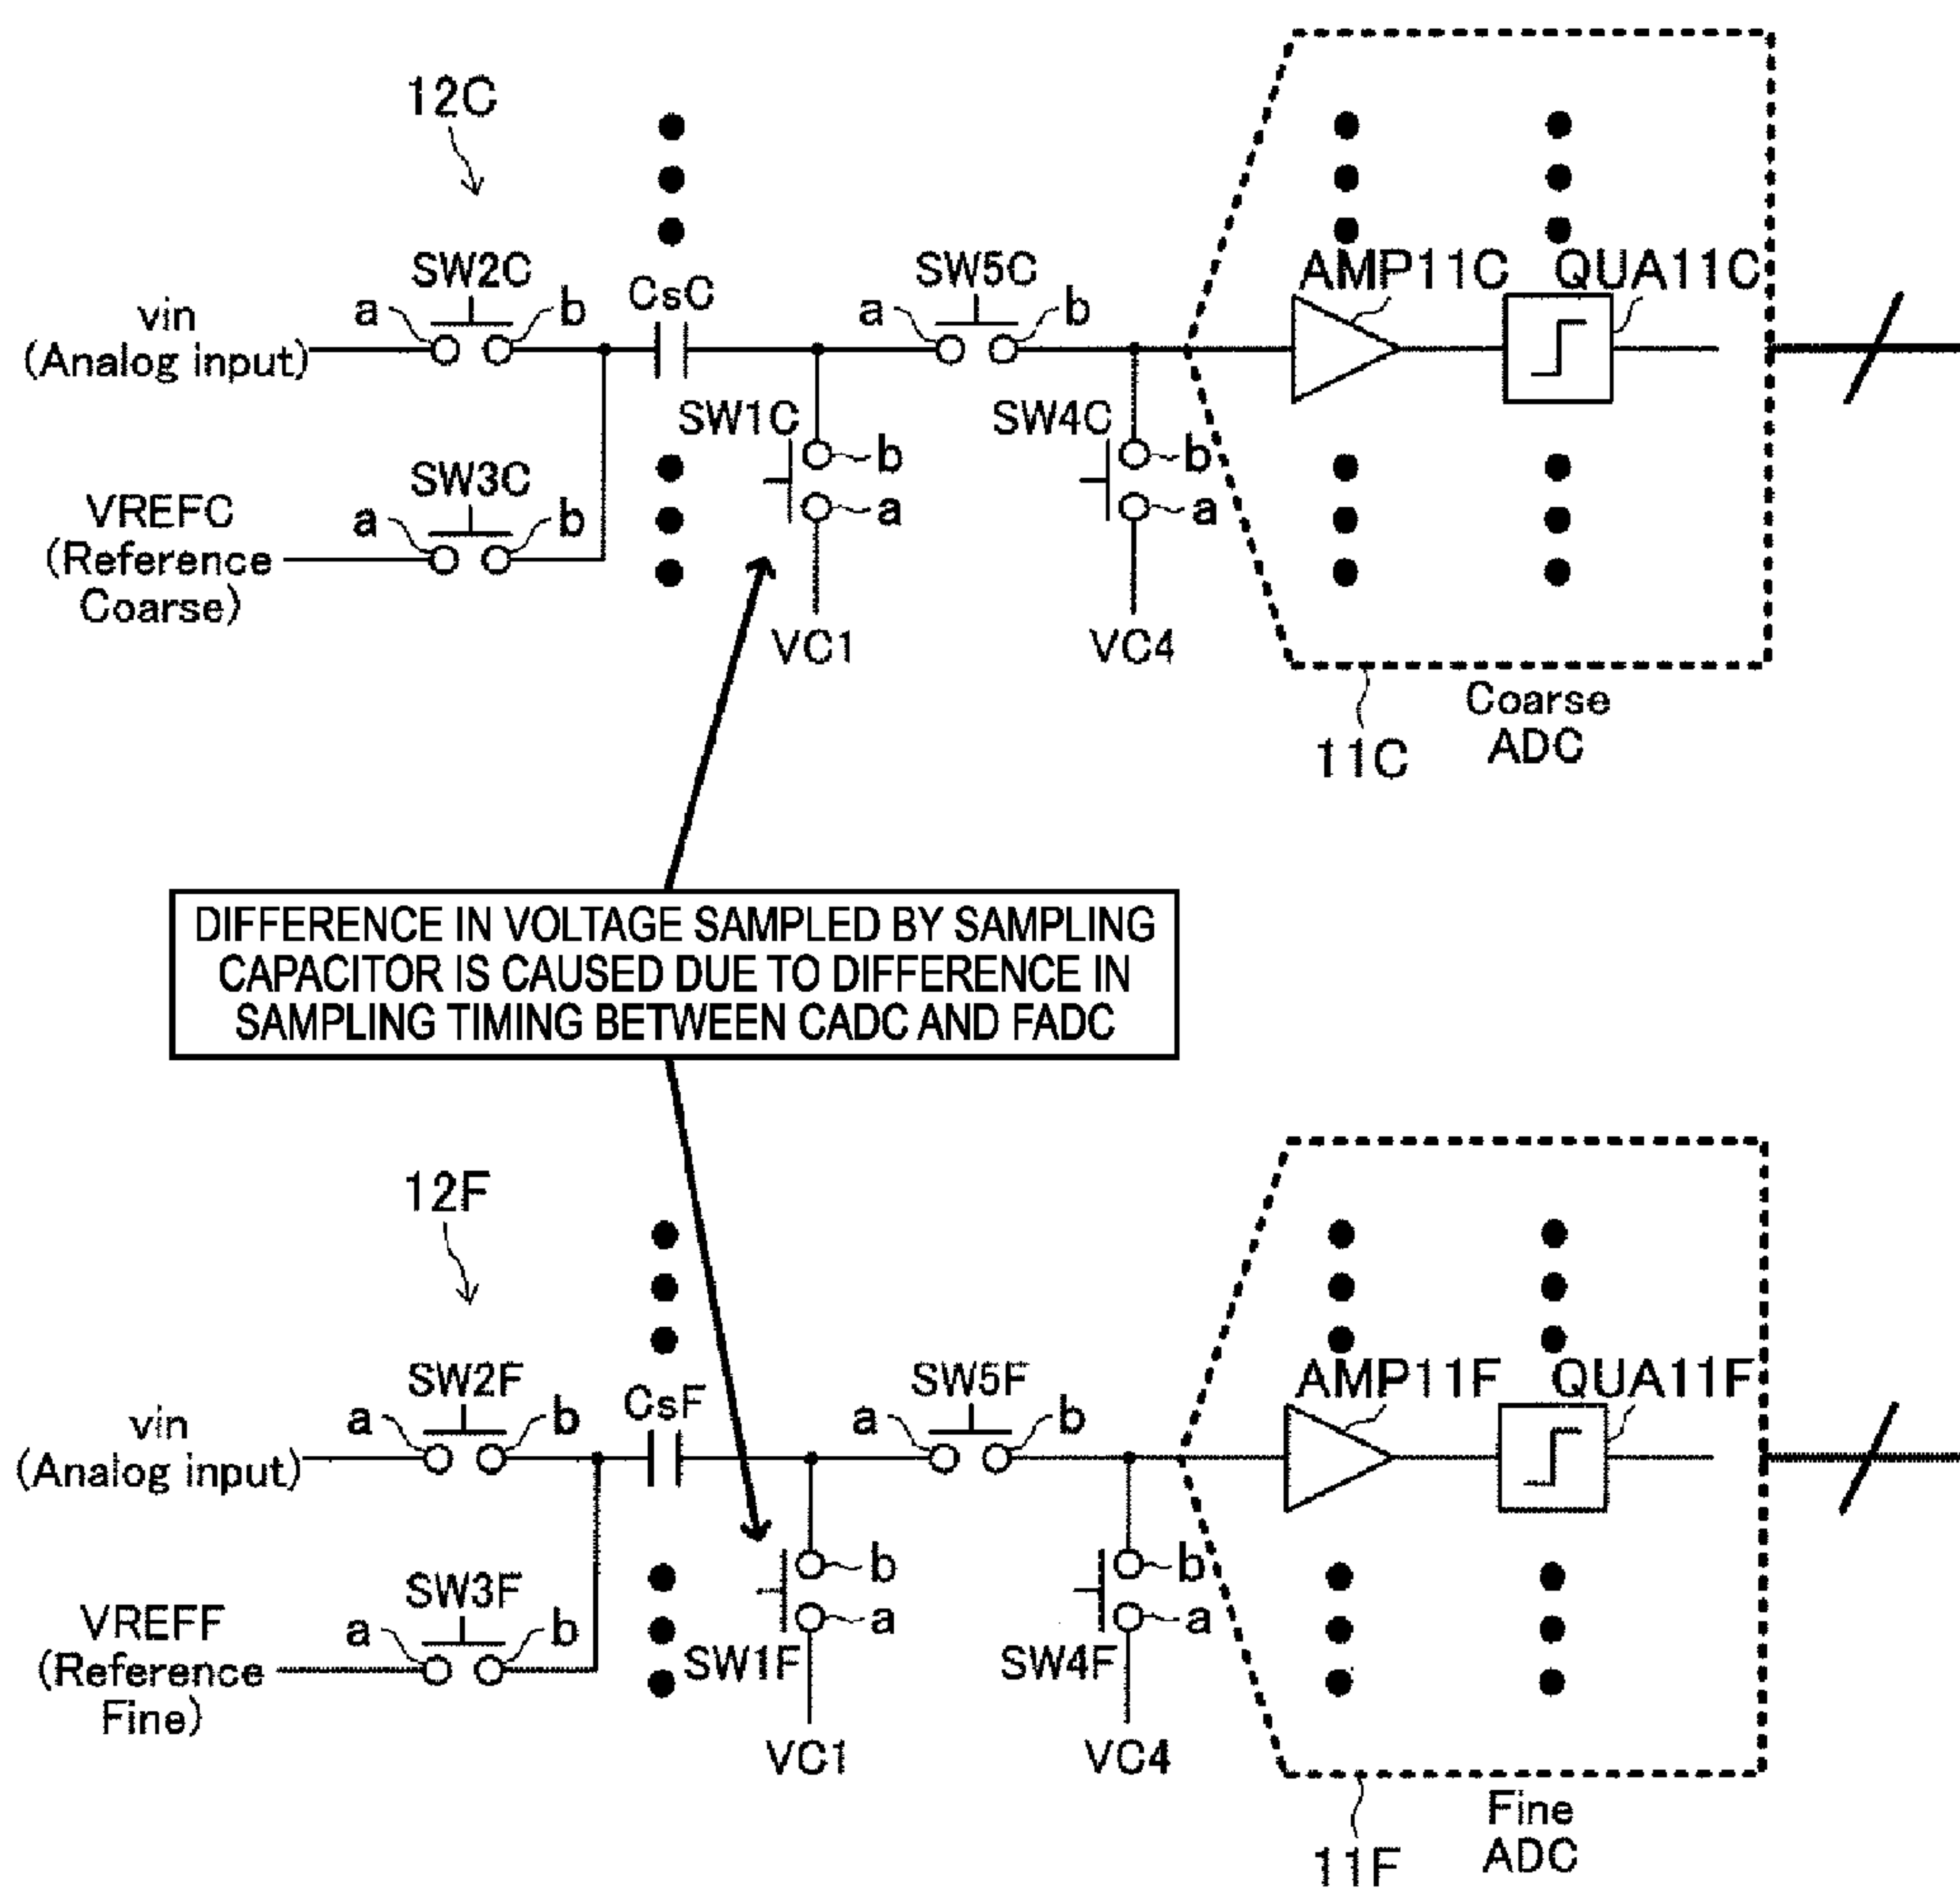 12C
SW2C
CsC
SW5C
AMP11C
QUA11C
vin
(Analog input)
a
b
a
b
SW1C
b
a
SW4C
b
a
VREFC
(Reference
Coarse)
SW3C
a
b
VC1
VC4
Coarse
ADC
11C
DIFFERENCE IN VOLTAGE SAMPLED BY SAMPLING
CAPACITOR IS CAUSED DUE TO DIFFERENCE IN
SAMPLING TIMING BETWEEN CADC AND FADC
12F
SW2F
CsF
SW5F
AMP11F
QUA11F
vin
(Analog input)
a
b
a
b
b
a
SW1F
b
a
SW4F
VREFF
(Reference
Fine)
SW3F
a
b
VC1
VC4
Fine
ADC
11F